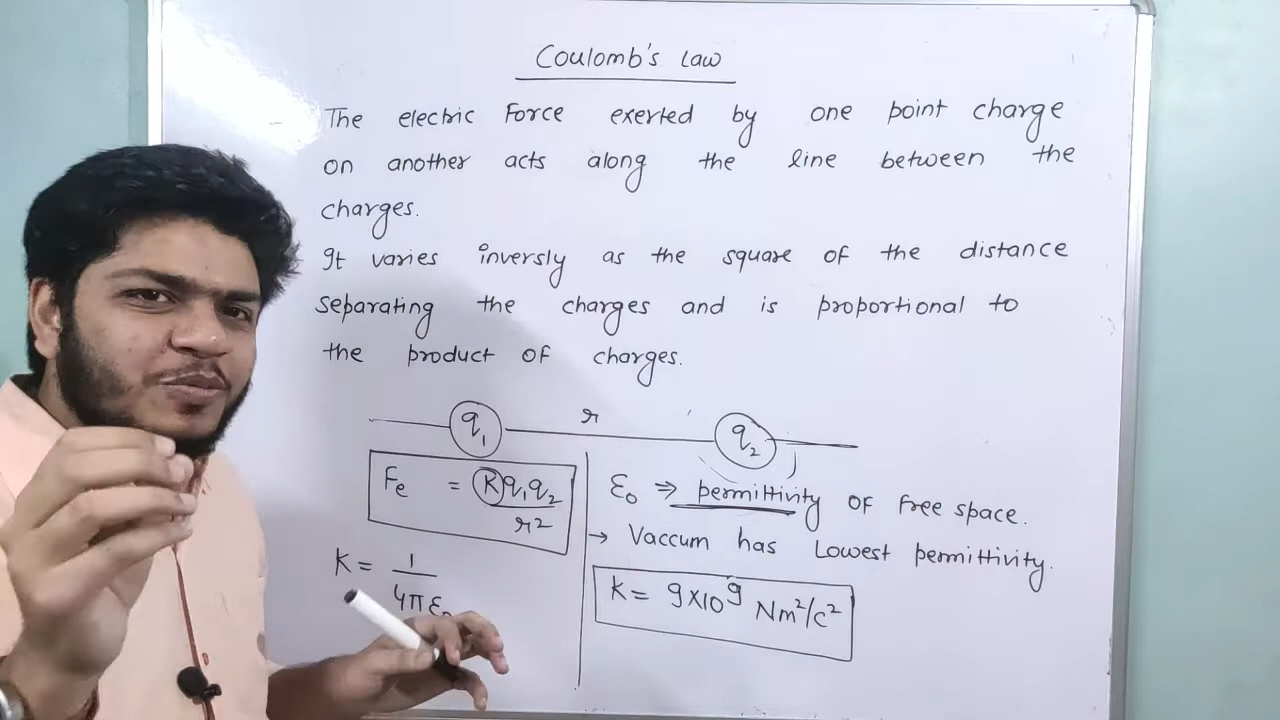 Coulomb's Law
The electric Force exerted by one point charge
on another acts along the line between the
charges.
It varies inversly as the square of the distance
separating the charges and is proportional to
the product of charges.
q₁ r q₂
Fe = Kq₁q₂/r²
K = 1/4πε₀
ε₀ ⇒ permittivity of Free space.
→ Vaccum has Lowest permittivity.
K = 9×10⁹ Nm²/c²